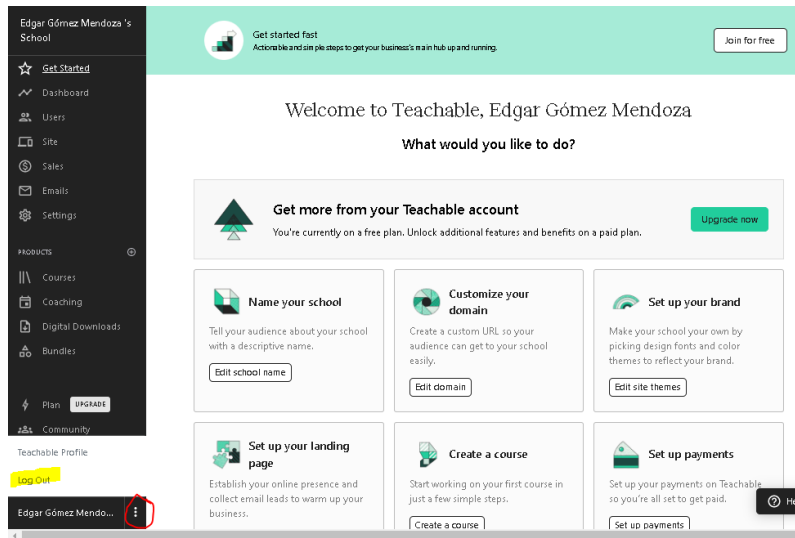 Edgar Gómez Mendoza 's
School
Get Started
Dashboard
Users
Site
Sales
Emails
Settings
PRODUCTS
Courses
Coaching
Digital Downloads
Bundles
Plan UPGRADE
Community
Teachable Profile
Log Out
Edgar Gómez Mendo...
Get started fast
Actionable and simple steps to get your business's main hub up and running.
Join for free
Welcome to Teachable, Edgar Gómez Mendoza
What would you like to do?
Get more from your Teachable account
You're currently on a free plan. Unlock additional features and benefits on a paid plan.
Upgrade now
Name your school
Tell your audience about your school
with a descriptive name.
Edit school name
Customize your
domain
Create a custom URL so your
audience can get to your school
easily.
Edit domain
Set up your brand
Make your school your own by
picking design fonts and color
themes to reflect your brand.
Edit site themes
Set up your landing
page
Establish your online presence and
collect email leads to warm up your
business.
Create a course
Start working on your first course in
just a few simple steps.
Create a course
Set up payments
Set up your payments on Teachable
so you're all set to get paid.
Set up payments